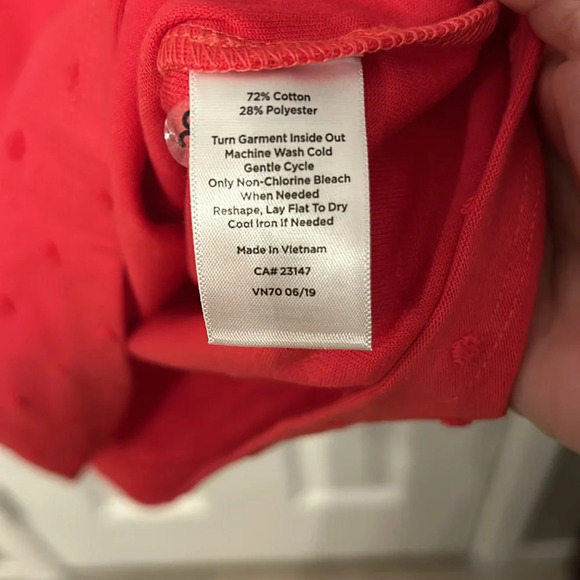 72% Cotton
28% Polyester
Turn Garment Inside Out
Machine Wash Cold
Gentle Cycle
Only Non-Chlorine Bleach
When Needed
Reshape, Lay Flat To Dry
Cool Iron If Needed
Made In Vietnam
CA# 23147
VN70 06/19